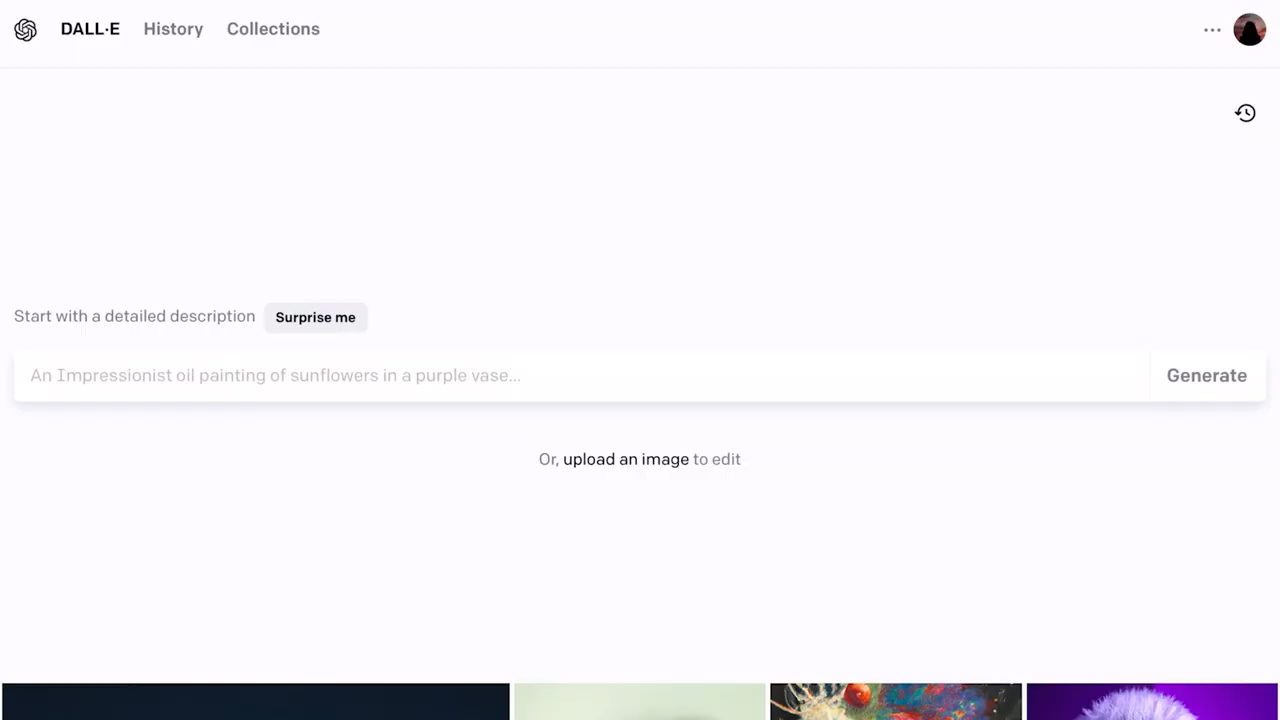 DALL·E History Collections
Start with a detailed description Surprise me
An Impressionist oil painting of sunflowers in a purple vase...
Generate
Or, upload an image to edit